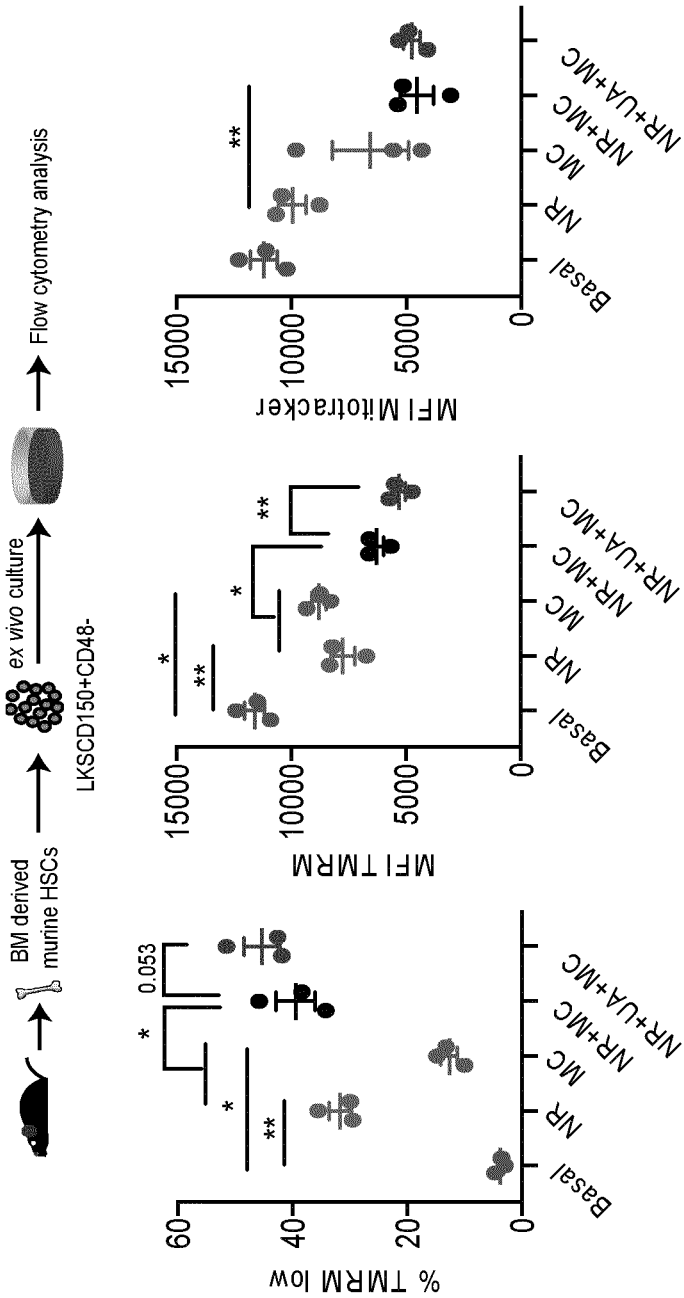 BM derived
murine HSCs
ex vivo culture
LKSCD150+CD48-
Flow cytometry analysis
% TMRM low
60
40
20
0
*
0.053
*
**
Basal
NR
MC
NR+MC
NR+UA+MC
MFI TMRM
15000
10000
5000
0
*
**
*
**
Basal
NR
MC
NR+MC
NR+UA+MC
MFI Mitotracker
15000
10000
5000
0
**
Basal
NR
MC
NR+MC
NR+UA+MC